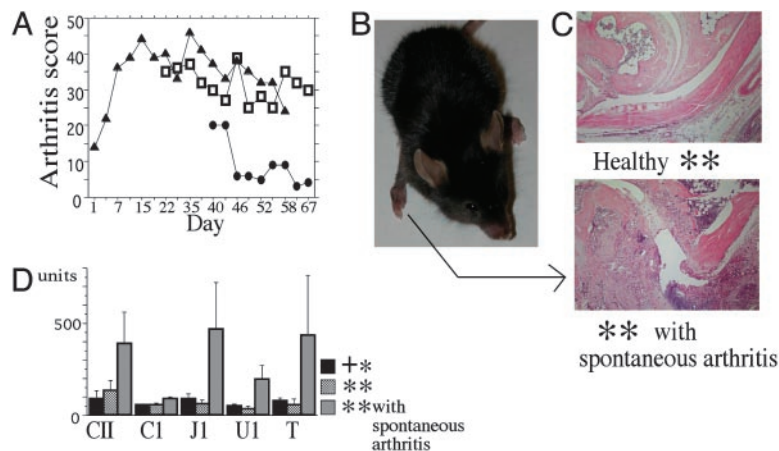 A
Arthritis score
50
40
30
20
10
0
1 7 15 22 35 40 46 52 58 67
Day
B
C
Healthy **
** with
spontaneous arthritis
D
units
500
0
CII C1 J1 U1 T
+*
**
** with
spontaneous
arthritis